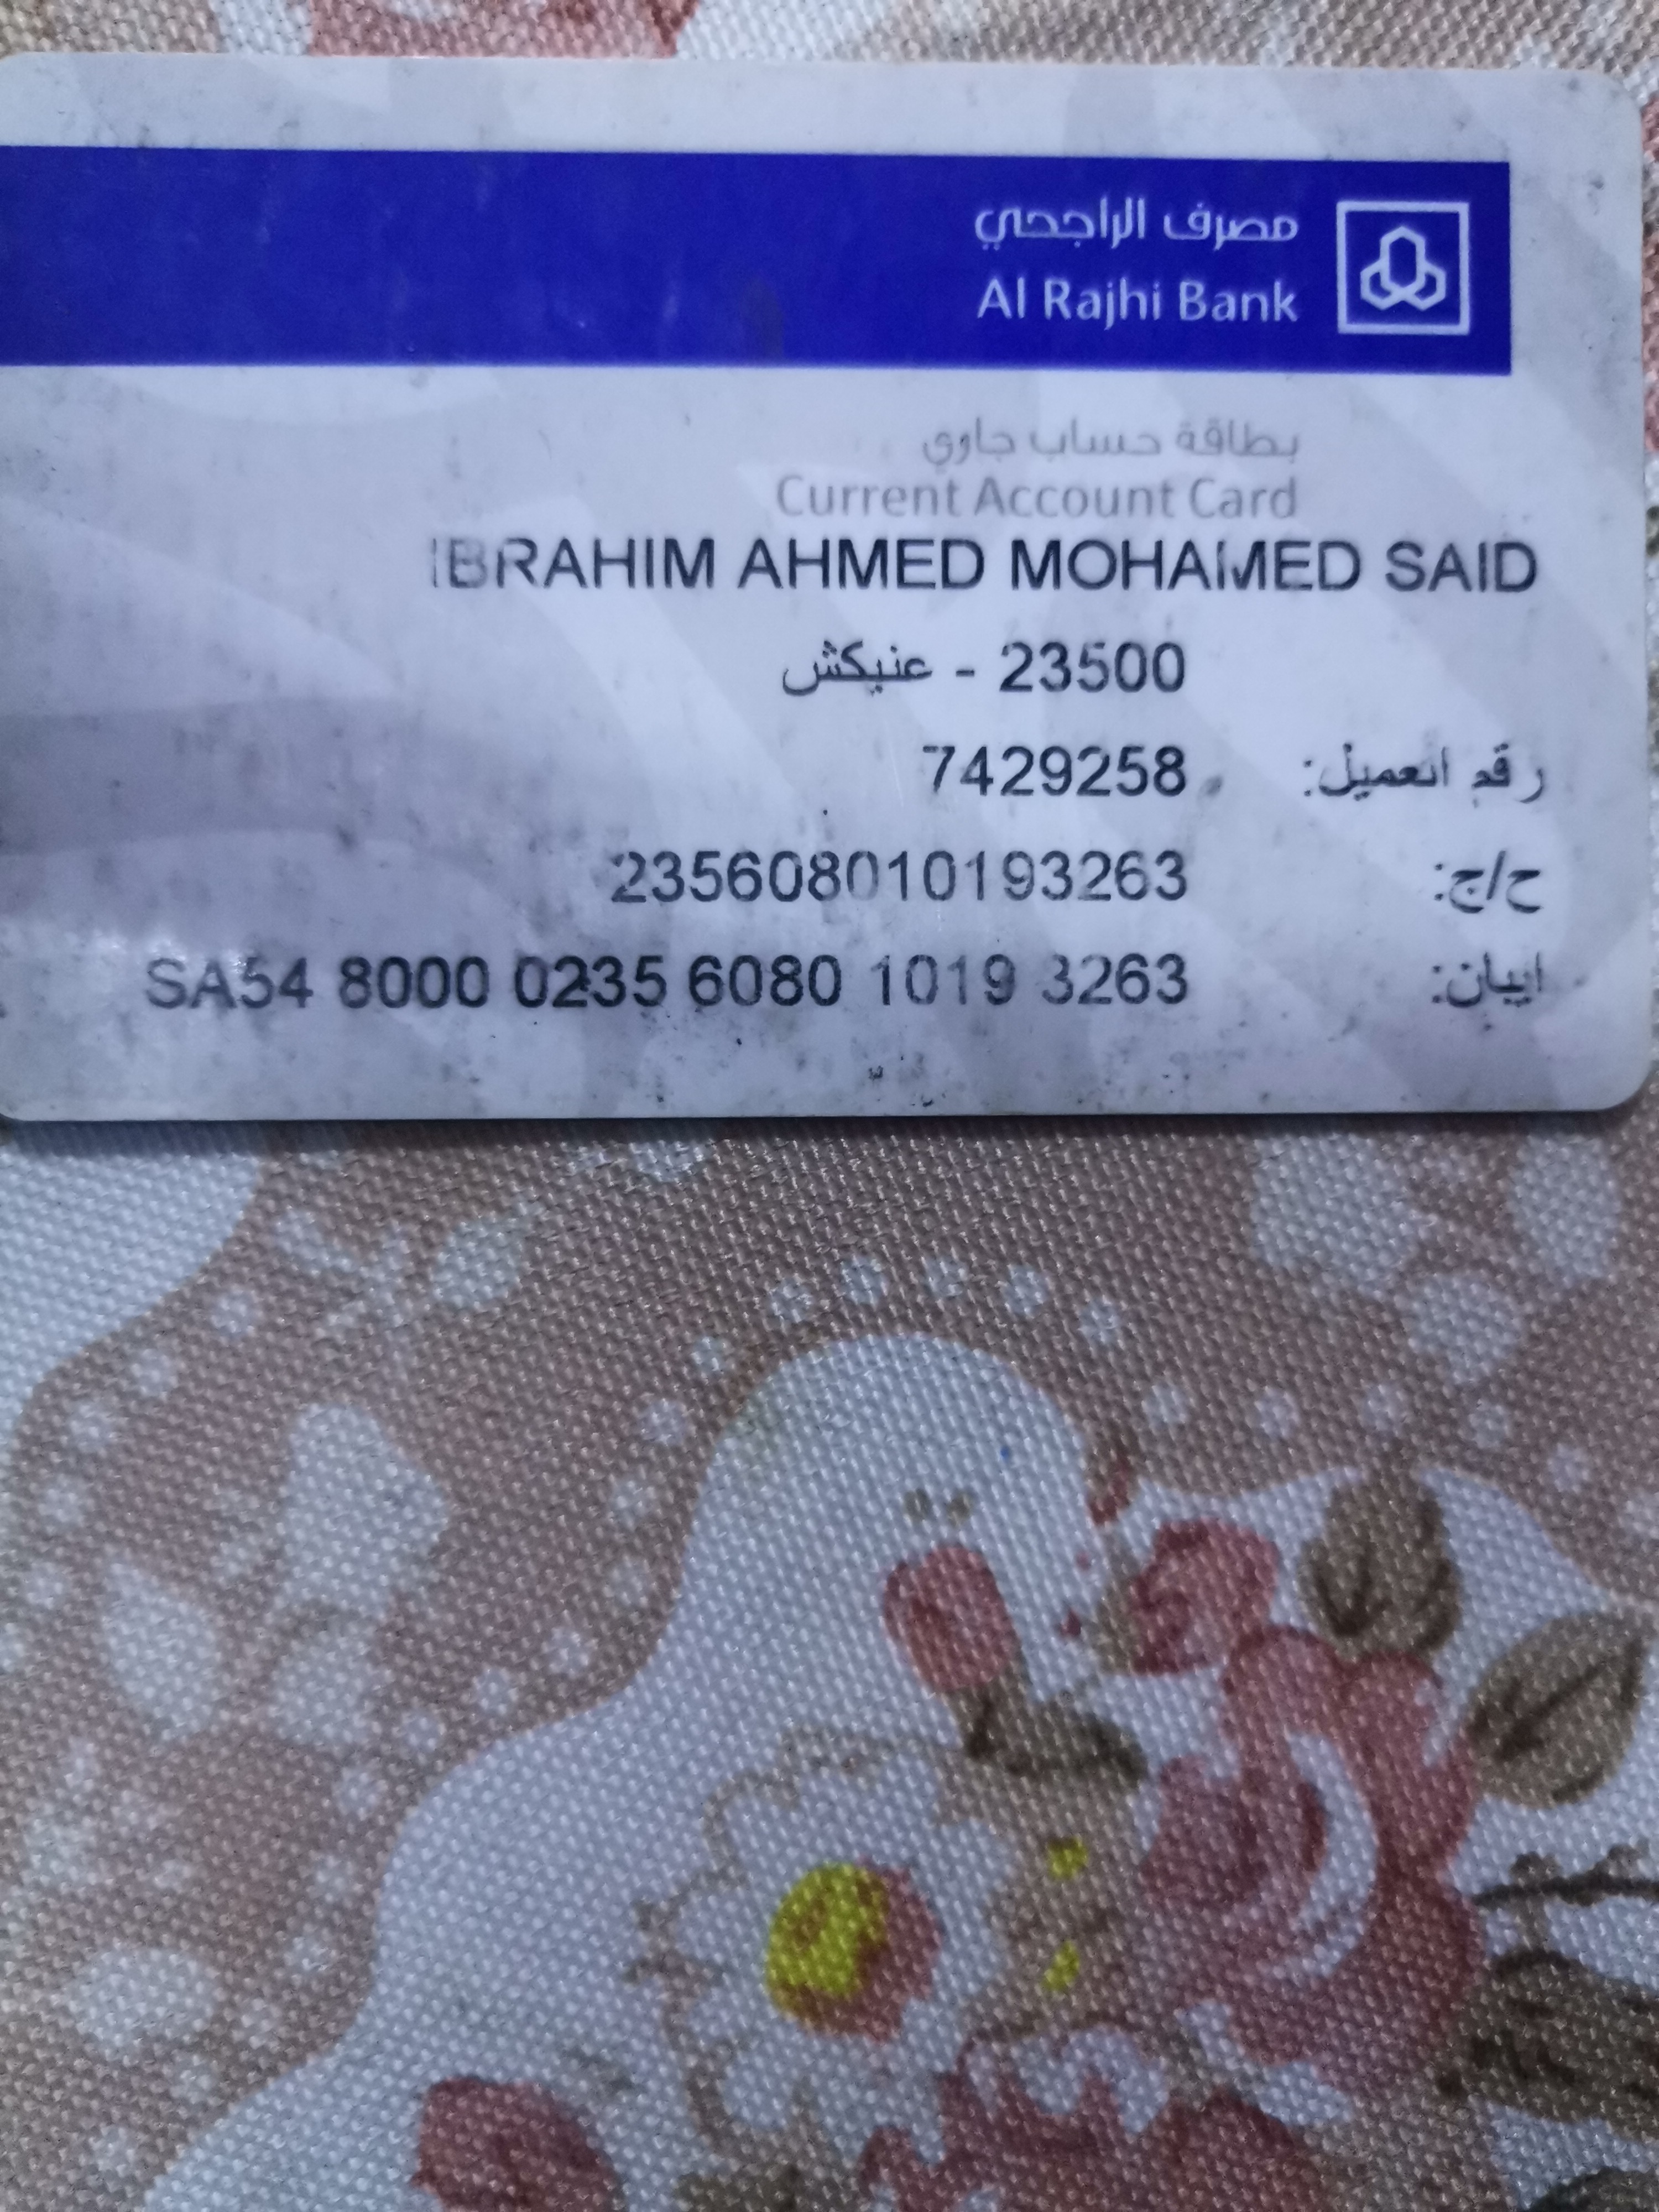 مصرف الراجحي
Al Rajhi Bank
بطاقة حساب جاري
Current Account Card
IBRAHIM AHMED MOHAMED SAID
23500 - عنيكش
رقم العميل: 7429258
ح/ج: 235608010193263
ايبان: SA54 8000 0235 6080 1019 3263